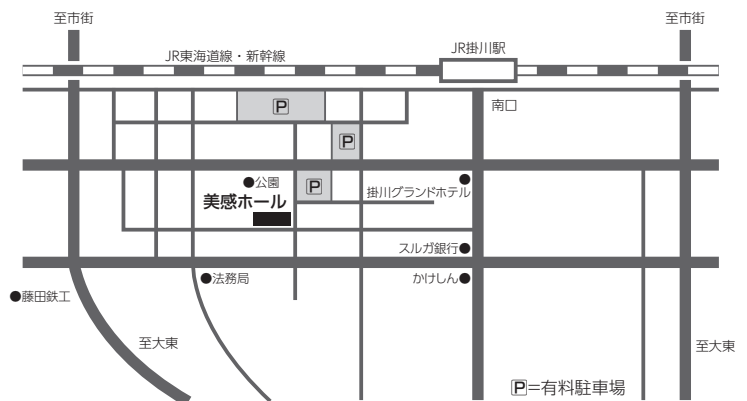 至市街
至市街
JR東海道線・新幹線
JR掛川駅
南口
P
P
●公園
P
掛川グランドホテル●
美感ホール
スルガ銀行●
●法務局
かけしん●
●藤田鉄工
至大東
至大東
P=有料駐車場